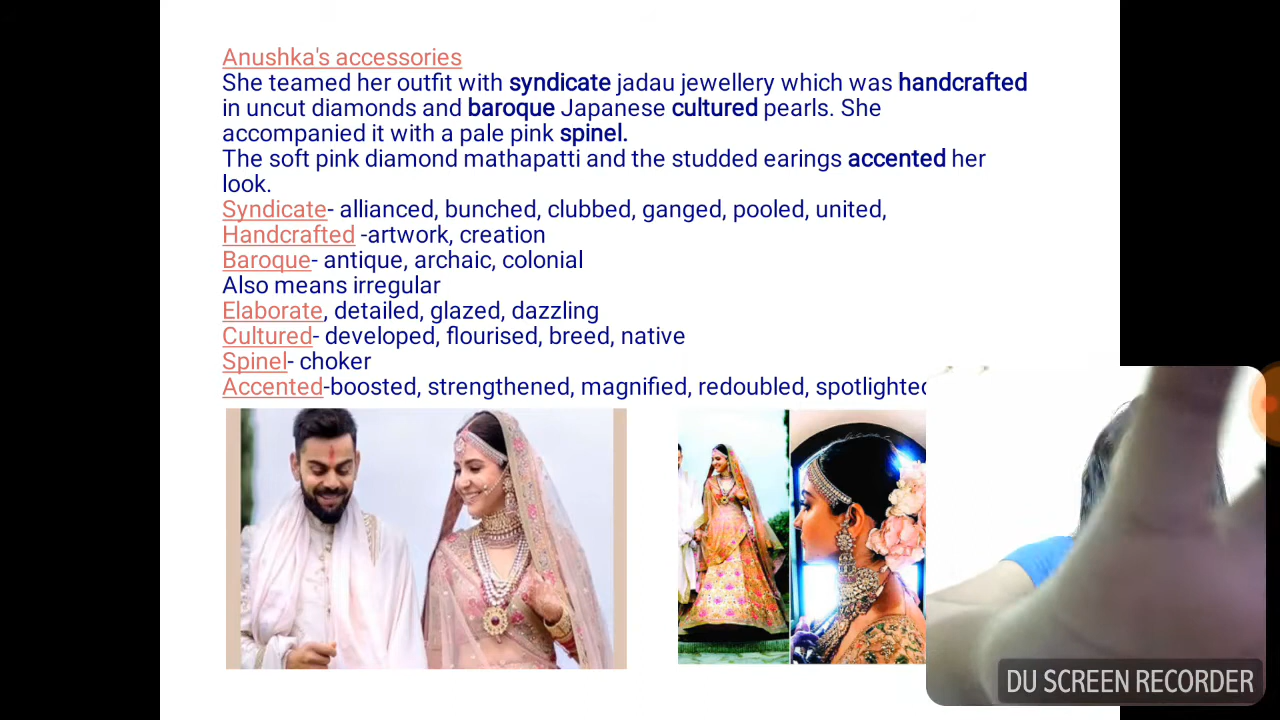 Anushka's accessories
She teamed her outfit with syndicate jadau jewellery which was handcrafted
in uncut diamonds and baroque Japanese cultured pearls. She
accompanied it with a pale pink spinel.
The soft pink diamond mathapatti and the studded earings accented her
look.
Syndicate- allianced, bunched, clubbed, ganged, pooled, united,
Handcrafted -artwork, creation
Baroque- antique, archaic, colonial
Also means irregular
Elaborate, detailed, glazed, dazzling
Cultured- developed, flourised, breed, native
Spinel- choker
Accented-boosted, strengthened, magnified, redoubled, spotlighted
DU SCREEN RECORDER